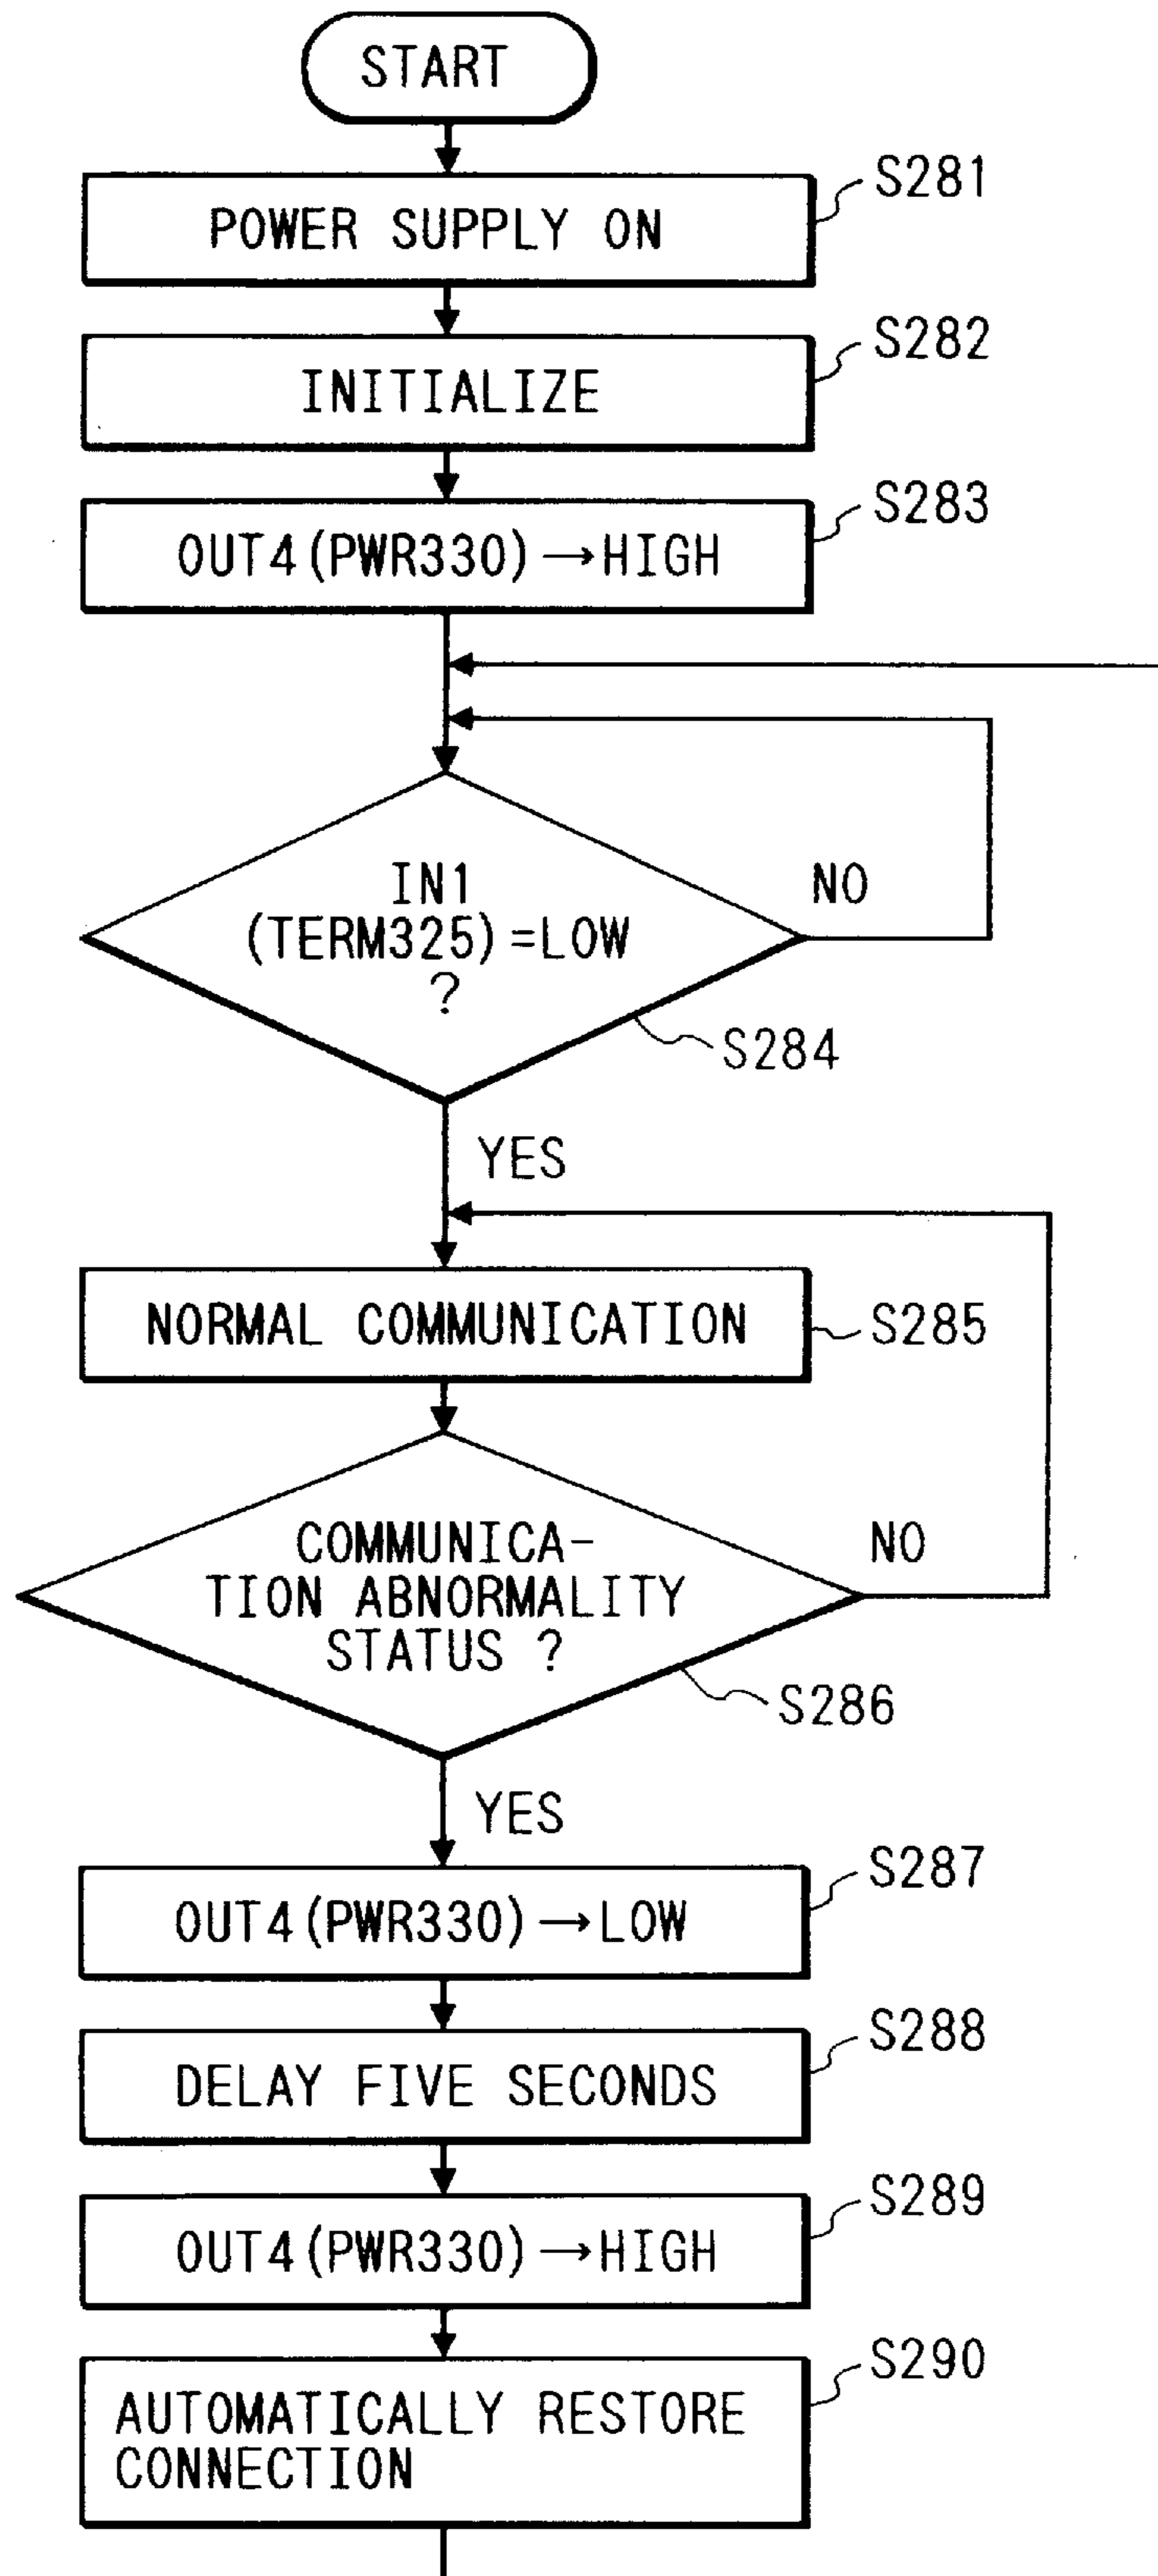 START
POWER SUPPLY ON
S281
INITIALIZE
S282
OUT4(PWR330)→HIGH
S283
IN1
(TERM325)=LOW
?
NO
S284
YES
NORMAL COMMUNICATION
S285
COMMUNICA-
TION ABNORMALITY
STATUS ?
NO
S286
YES
OUT4(PWR330)→LOW
S287
DELAY FIVE SECONDS
S288
OUT4(PWR330)→HIGH
S289
AUTOMATICALLY RESTORE
CONNECTION
S290